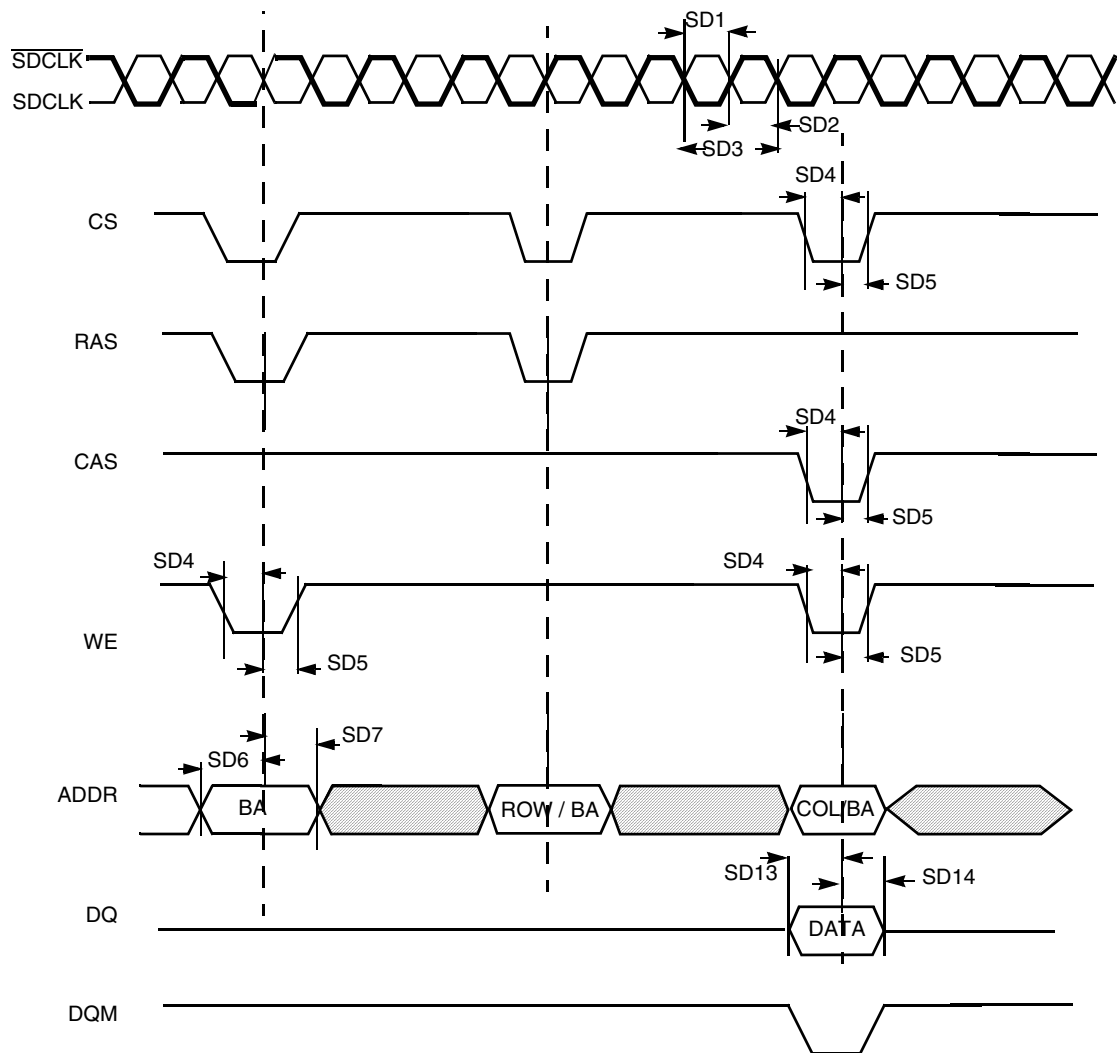 SD1
SDCLK
SDCLK
SD2
SD3
SD4
CS
SD5
RAS
SD4
CAS
SD5
SD4
SD4
WE
SD5
SD5
SD7
SD6
ADDR
BA
ROW / BA
COL/BA
SD13
SD14
DQ
DATA
DQM